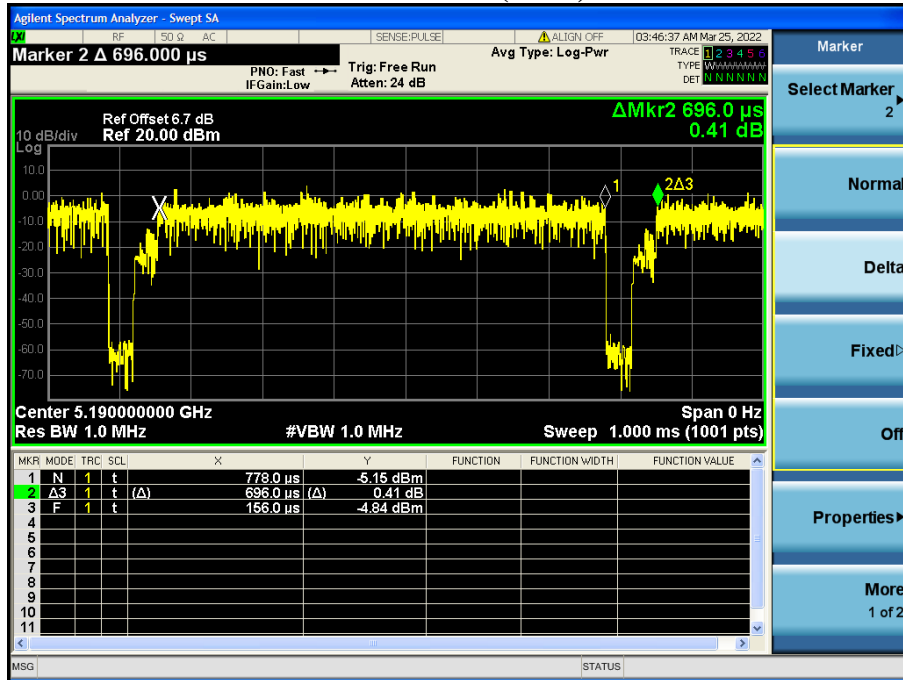 Agilent Spectrum Analyzer - Swept SA
LXI RF 50 Ω AC SENSE:PULSE ALIGN OFF 03:46:37 AM Mar 25, 2022
Marker 2 Δ 696.000 μs
PNO: Fast
IFGain:Low
Trig: Free Run
Atten: 24 dB
Avg Type: Log-Pwr
TRACE 1 2 3 4 5 6
TYPE WWWWWW
DET N N N N N N
Ref Offset 6.7 dB
10 dB/div Ref 20.00 dBm
Log
ΔMkr2 696.0 μs
0.41 dB
10.0
0.00
-10.0
-20.0
-30.0
-40.0
-50.0
-60.0
-70.0
X
1
2Δ3
Center 5.190000000 GHz Span 0 Hz
Res BW 1.0 MHz #VBW 1.0 MHz Sweep 1.000 ms (1001 pts)
MKR MODE TRC SCL X Y FUNCTION FUNCTION WIDTH FUNCTION VALUE
1 N 1 t 778.0 μs -5.15 dBm
2 Δ3 1 t (Δ) 696.0 μs (Δ) 0.41 dB
3 F 1 t 156.0 μs -4.84 dBm
4
5
6
7
8
9
10
11
MSG STATUS
Marker
Select Marker
2
Normal
Delta
Fixed
Off
Properties
More
1 of 2